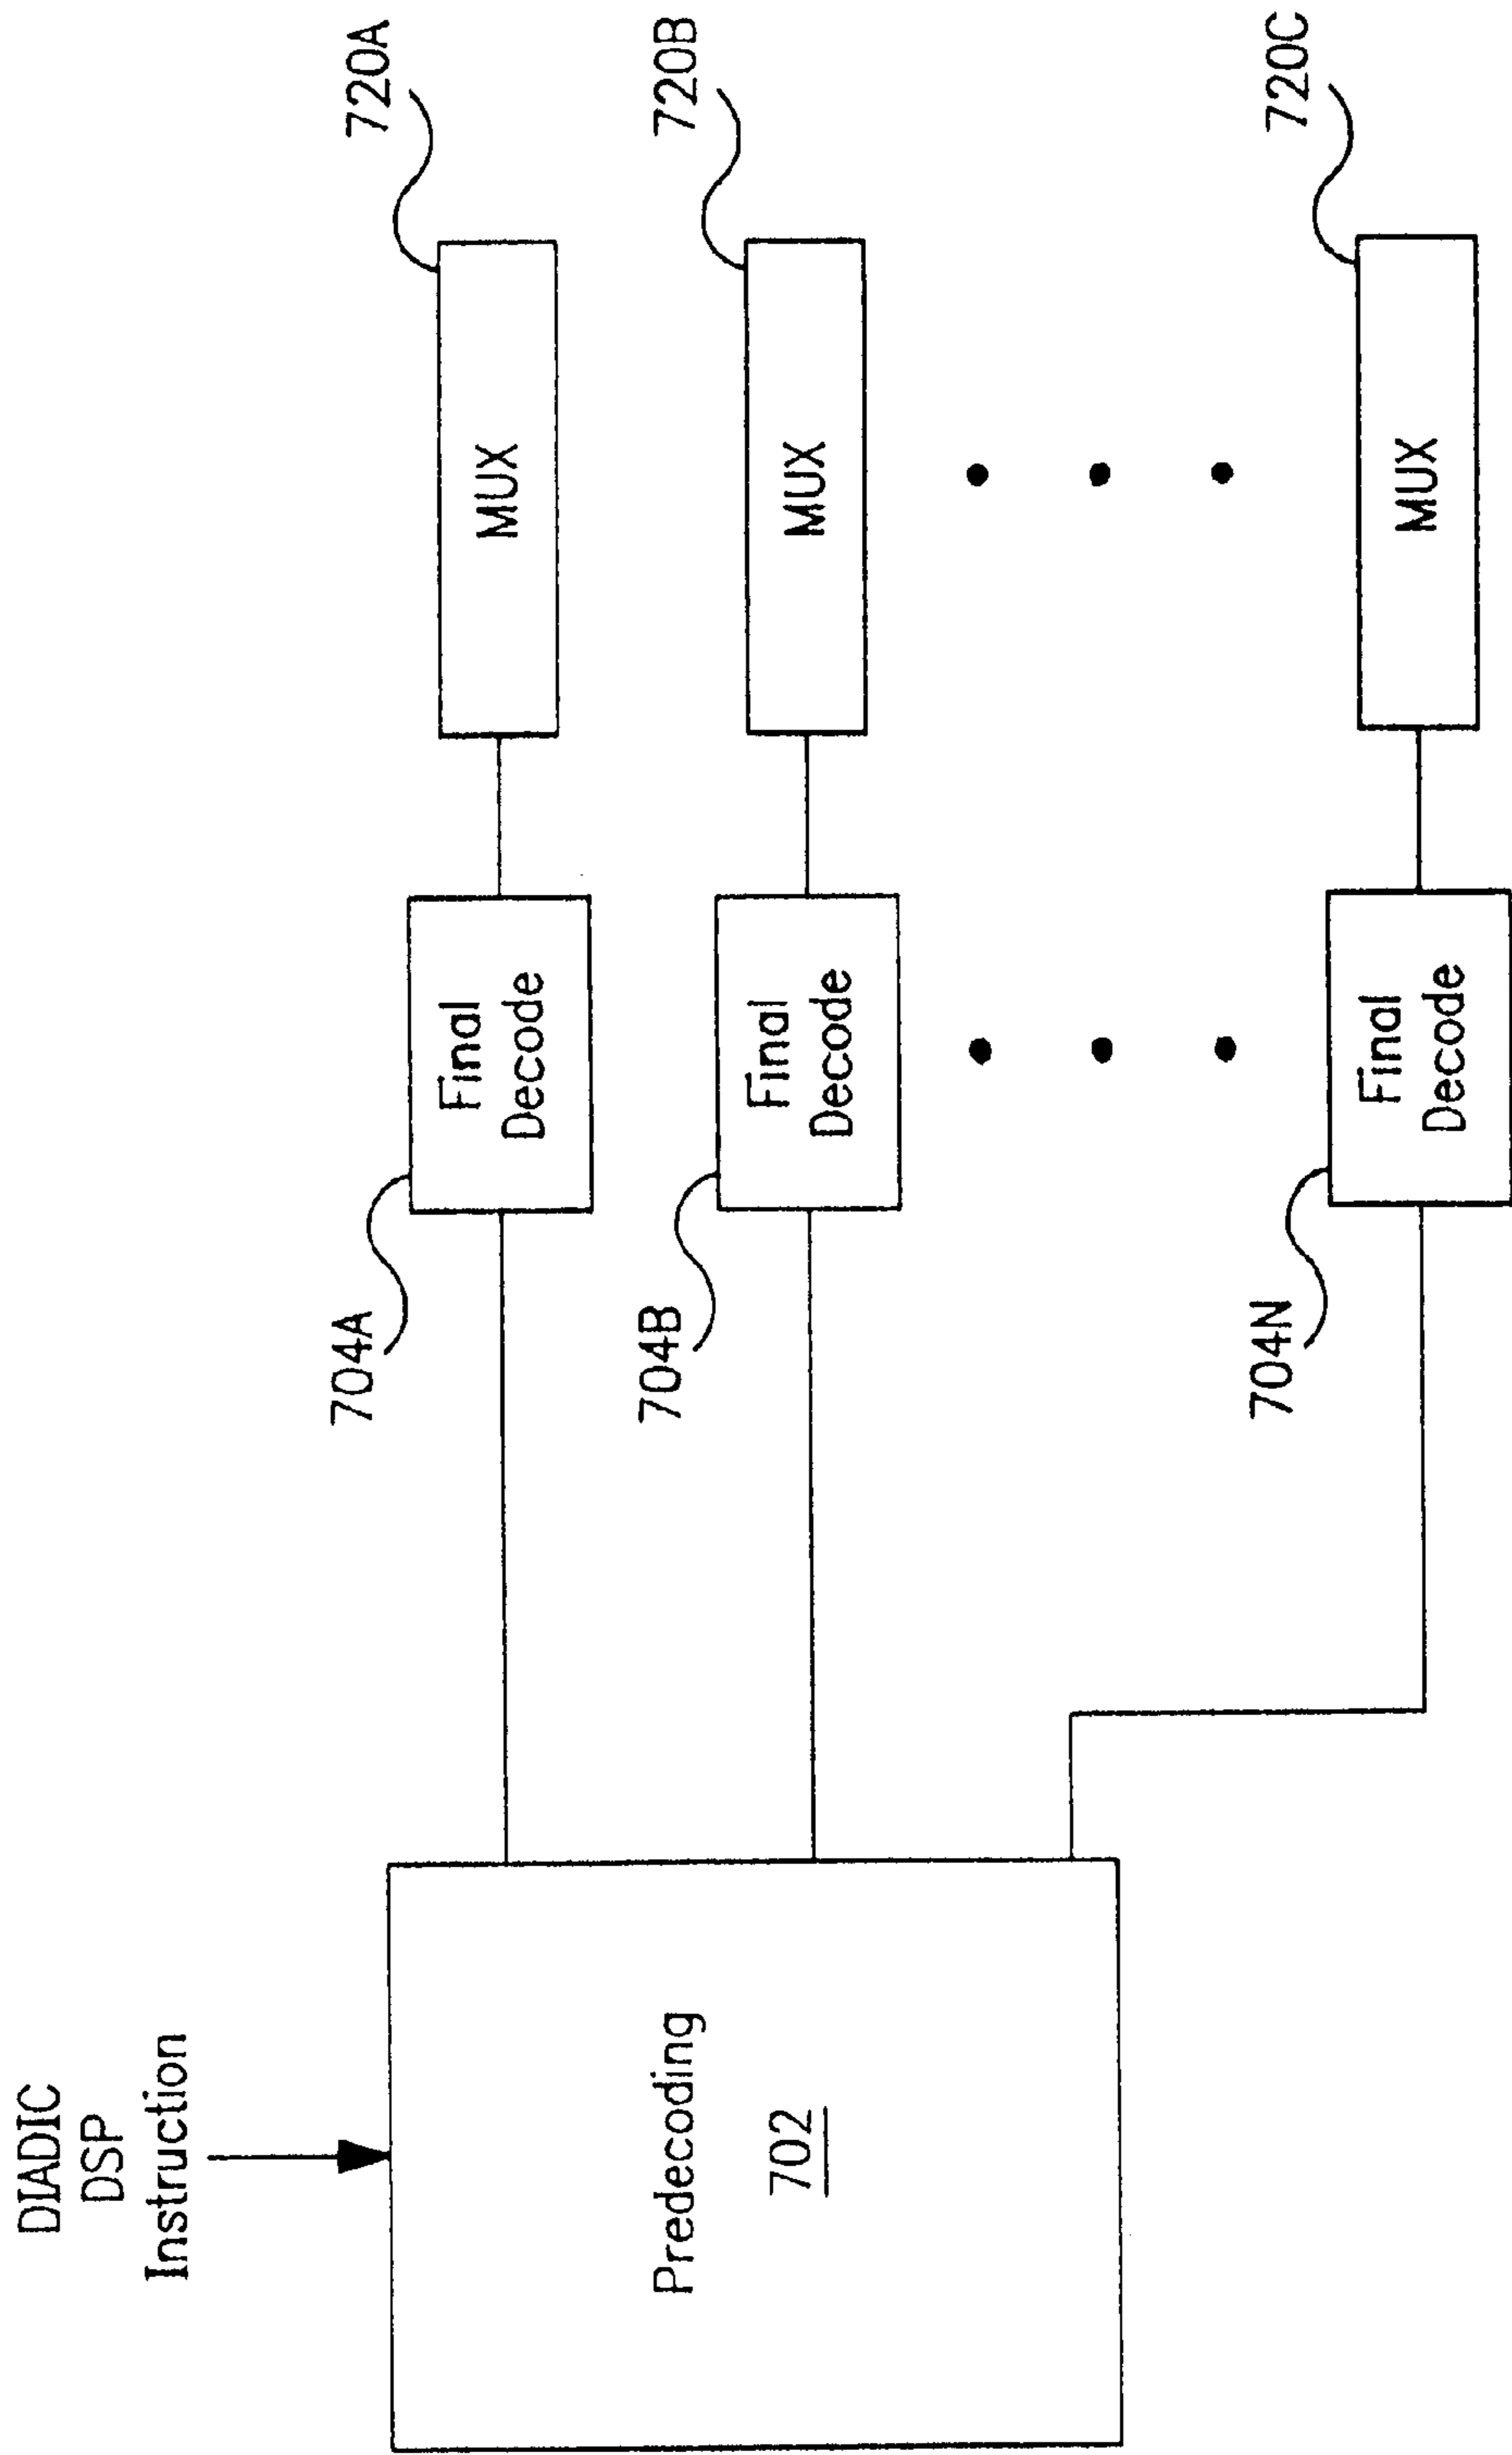 DIADIC
DSP
Instruction
Predecoding
702
704A
Final
Decode
MUX
720A
704B
Final
Decode
MUX
720B
704N
Final
Decode
MUX
720C